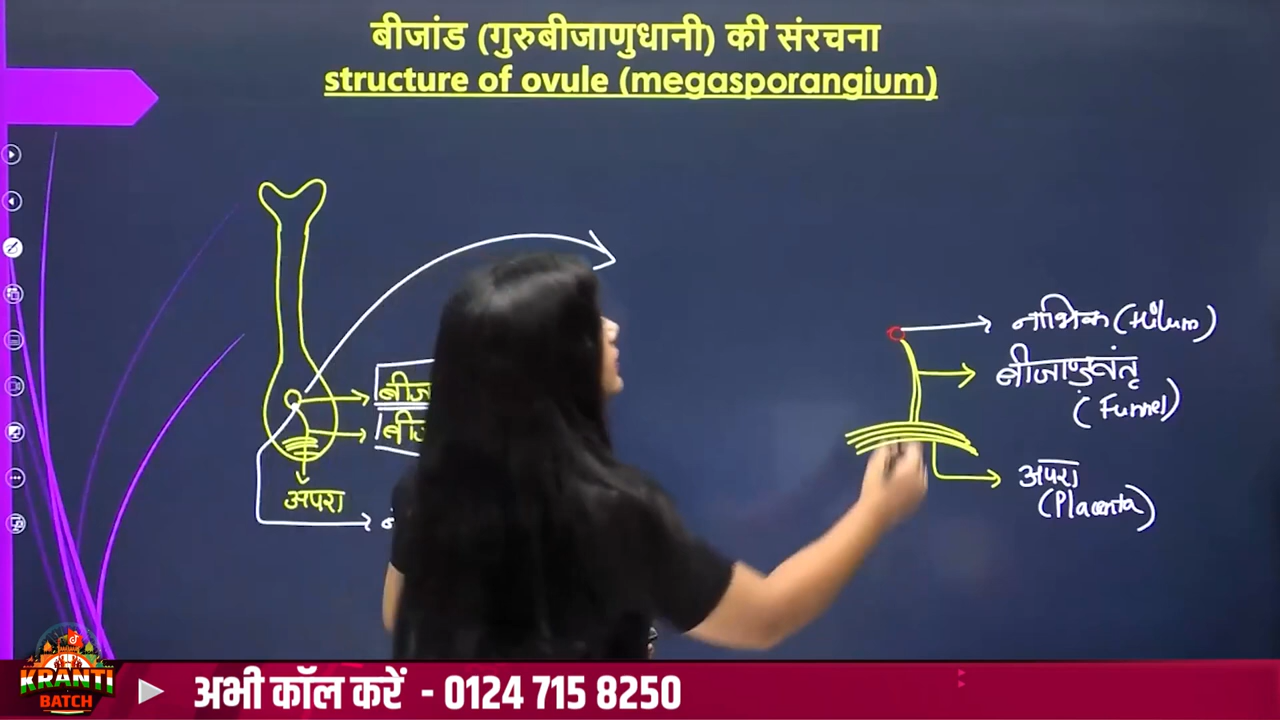 बीजांड (गुरुबीजाणुधानी) की संरचना
structure of ovule (megasporangium)
नाभिक (Hilum)
बीजाणुतंतु
(Funnel)
अपरा
(Placenta)
अपरा
KRANTI
BATCH
अभी कॉल करें - 0124 715 8250